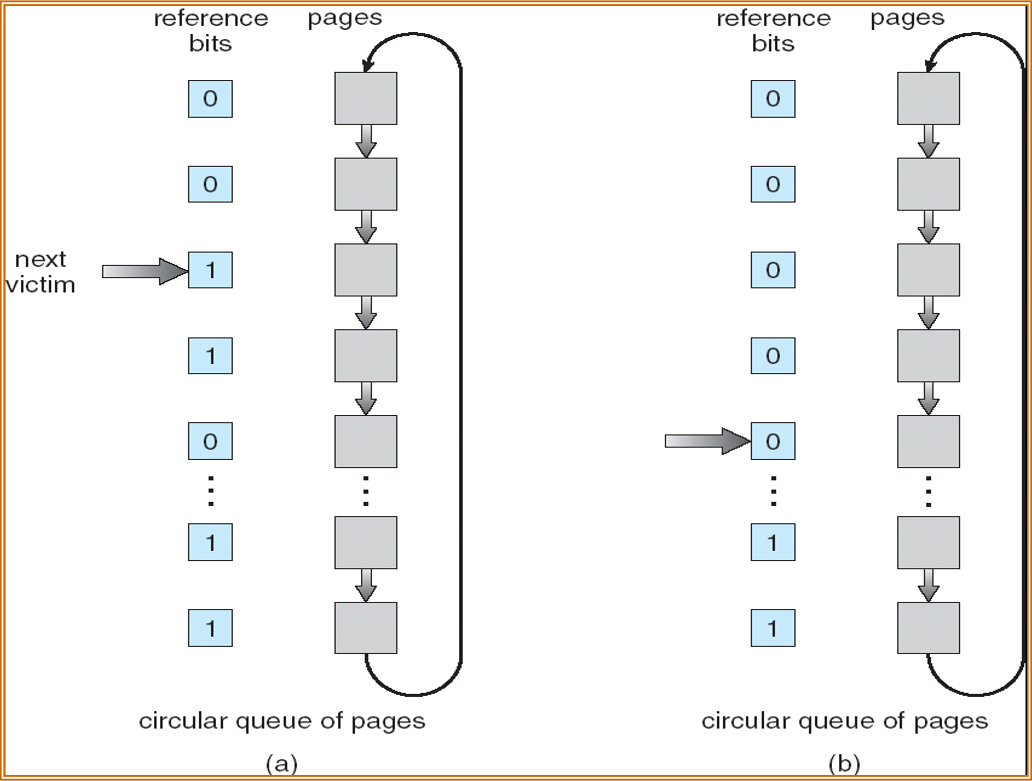 reference pages
bits
0
0
next
victim
1
1
0
1
1
circular queue of pages
(a)
reference pages
bits
0
0
0
0
0
1
1
circular queue of pages
(b)